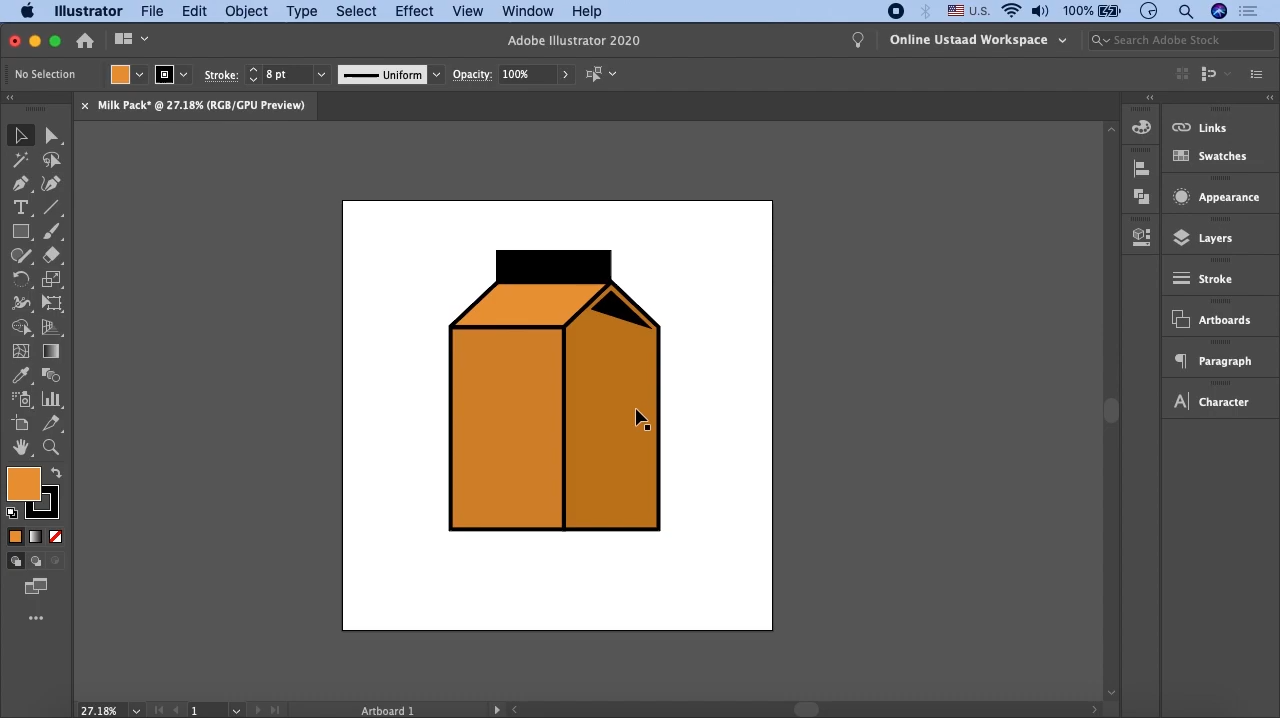 Illustrator File Edit Object Type Select Effect View Window Help U.S. 100%
Adobe Illustrator 2020 Online Ustaad Workspace Search Adobe Stock
No Selection Stroke: 8 pt Uniform Opacity: 100%
Milk Pack* @ 27.18% (RGB/GPU Preview)
Links
Swatches
Appearance
Layers
Stroke
Artboards
Paragraph
Character
27.18% 1 Artboard 1